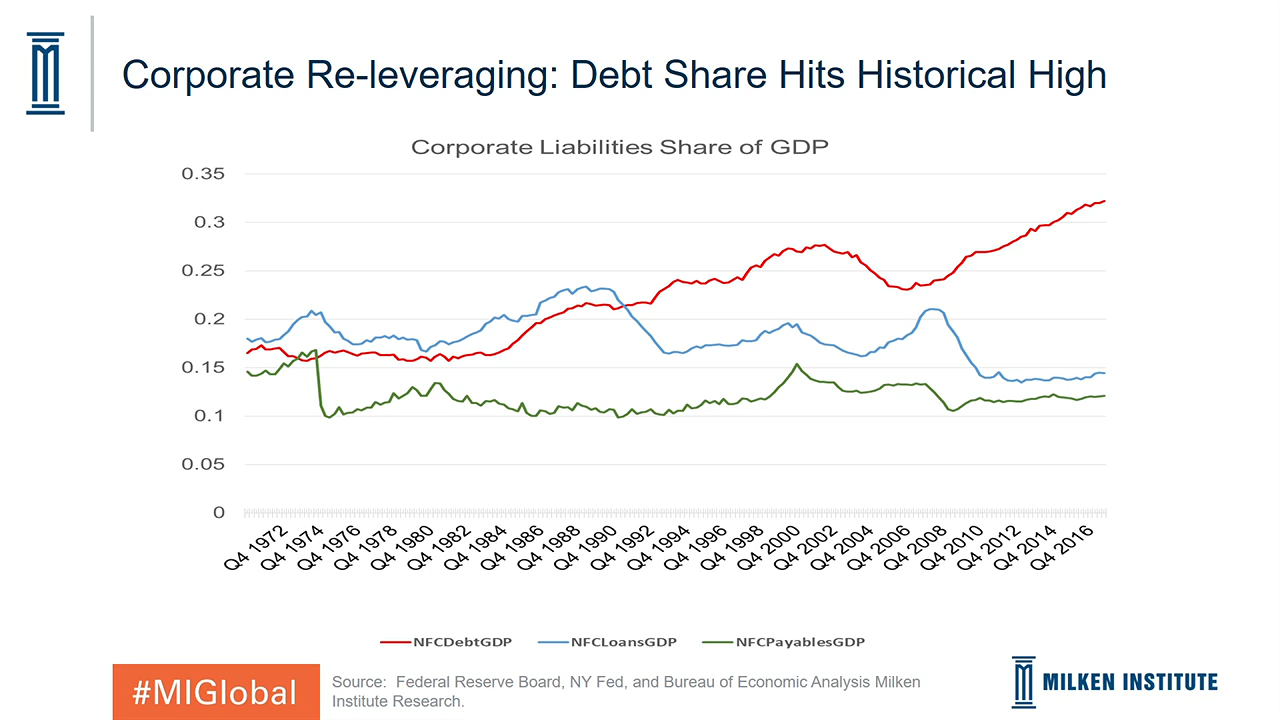 Corporate Re-leveraging: Debt Share Hits Historical High
Corporate Liabilities Share of GDP
0.35
0.3
0.25
0.2
0.15
0.1
0.05
0
Q4 1972
Q4 1974
Q4 1976
Q4 1978
Q4 1980
Q4 1982
Q4 1984
Q4 1986
Q4 1988
Q4 1990
Q4 1992
Q4 1994
Q4 1996
Q4 1998
Q4 2000
Q4 2002
Q4 2004
Q4 2006
Q4 2008
Q4 2010
Q4 2012
Q4 2014
Q4 2016
NFCDebtGDP NFCLoansGDP NFCPayablesGDP
#MIGlobal
Source: Federal Reserve Board, NY Fed, and Bureau of Economic Analysis Milken
Institute Research.
MILKEN INSTITUTE